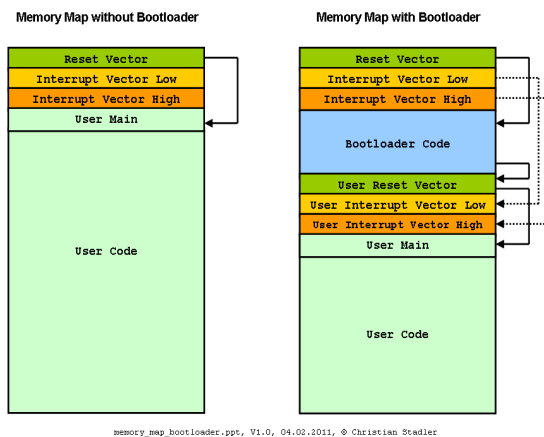 Memory Map without Bootloader
Reset Vector
Interrupt Vector Low
Interrupt Vector High
User Main
User Code
Memory Map with Bootloader
Reset Vector
Interrupt Vector Low
Interrupt Vector High
Bootloader Code
User Reset Vector
User Interrupt Vector Low
User Interrupt Vector High
User Main
User Code
memory_map_bootloader.ppt, V1.0, 04.02.2011, © Christian Stadler